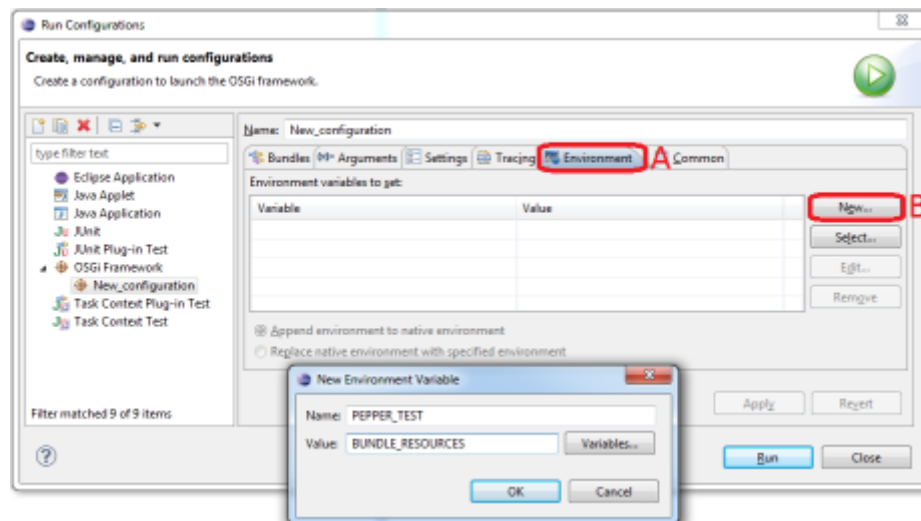 Run Configurations
Create, manage, and run configurations
Create a configuration to launch the OSGi framework.
Name: New_configuration
type filter text
Bundles Arguments Settings Tracing Environment A Common
Eclipse Application
Java Applet
Java Application
JUnit
JUnit Plug-in Test
OSGi Framework
New_configuration
Task Context Plug-in Test
Task Context Test
Environment variables to set:
Variable Value
New... B
Select...
Edit...
Remove
Append environment to native environment
Replace native environment with specified environment
Filter matched 9 of 9 items
Apply Revert
Run Close
New Environment Variable
Name: PEPPER_TEST
Value: BUNDLE_RESOURCES Variables...
OK Cancel